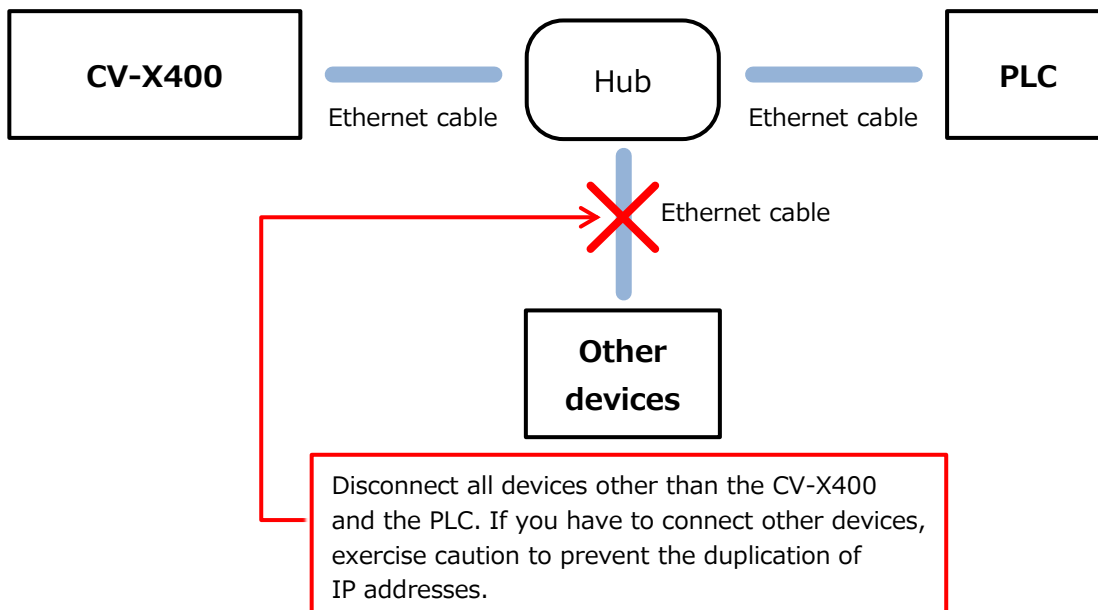 CV-X400
Hub
PLC
Ethernet cable
Ethernet cable
Ethernet cable
Other
devices
Disconnect all devices other than the CV-X400
and the PLC. If you have to connect other devices,
exercise caution to prevent the duplication of
IP addresses.